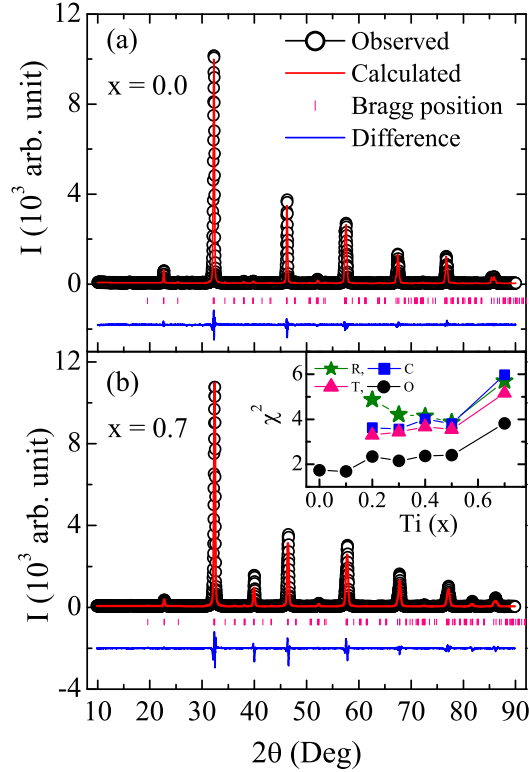 (a)
x = 0.0
Observed
Calculated
Bragg position
Difference
I (10³ arb. unit)
12
8
4
0
(b)
x = 0.7
I (10³ arb. unit)
12
8
4
0
-4
R, C
T, O
χ²
6
4
2
0.0 0.2 0.4 0.6
Ti (x)
10 20 30 40 50 60 70 80 90
2θ (Deg)